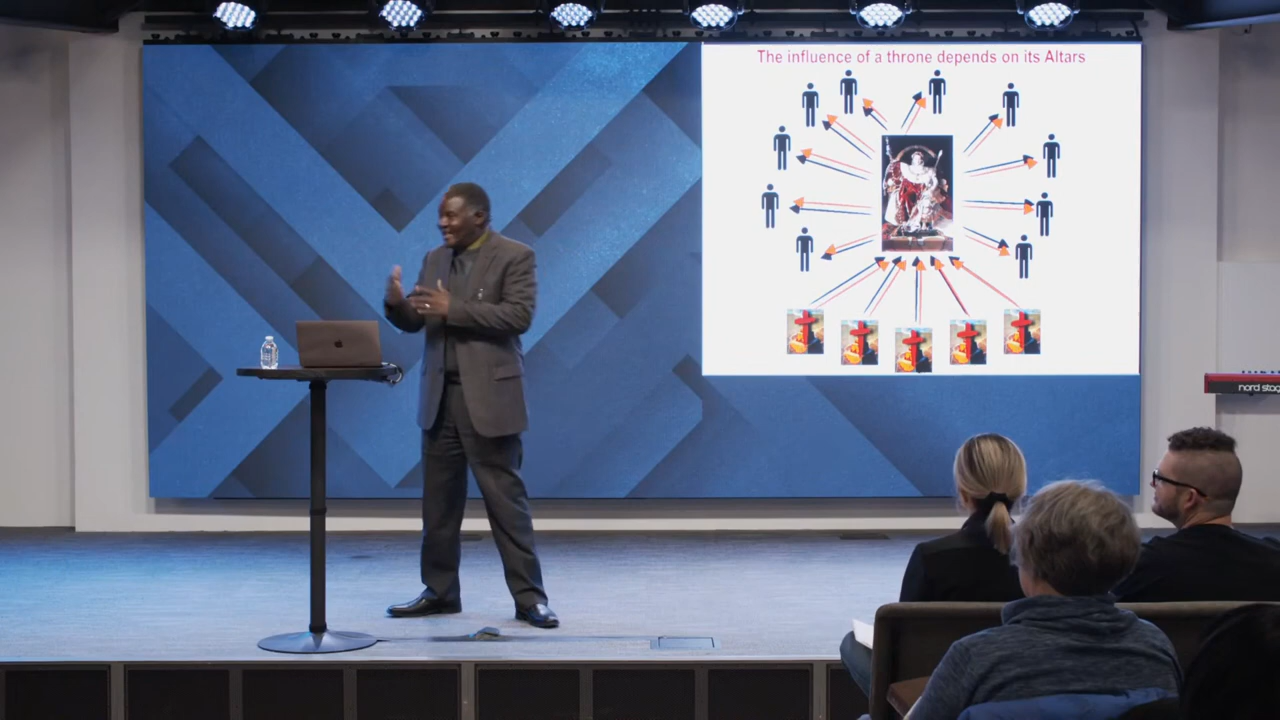 The influence of a throne depends on its Altars
nord stag